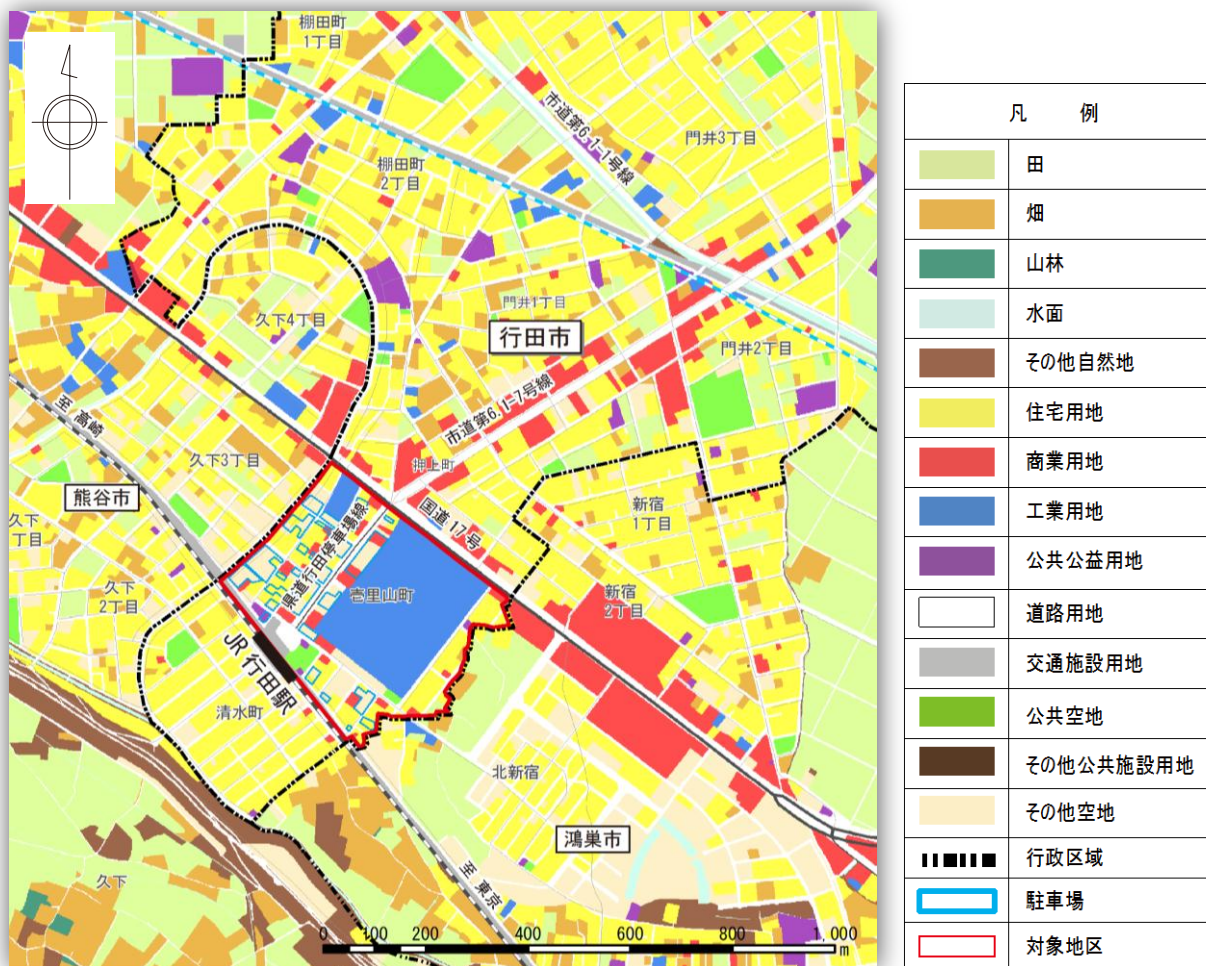 棚田町
1丁目
市道第6.1-1号線
門井3丁目
棚田町
2丁目
久下4丁目
門井1丁目
行田市
門井2丁目
市道第6.1-7号線
至 高崎
久下3丁目
押上町
熊谷市
国道17号
新宿
1丁目
久下
丁目
県道行田停車場線
壱里山町
久下
2丁目
新宿
2丁目
JR 行田駅
清水町
北新宿
鴻巣市
至 東京
久下
0 100 200 400 600 800 1,000
m
凡 例
田
畑
山林
水面
その他自然地
住宅用地
商業用地
工業用地
公共公益用地
道路用地
交通施設用地
公共空地
その他公共施設用地
その他空地
行政区域
駐車場
対象地区